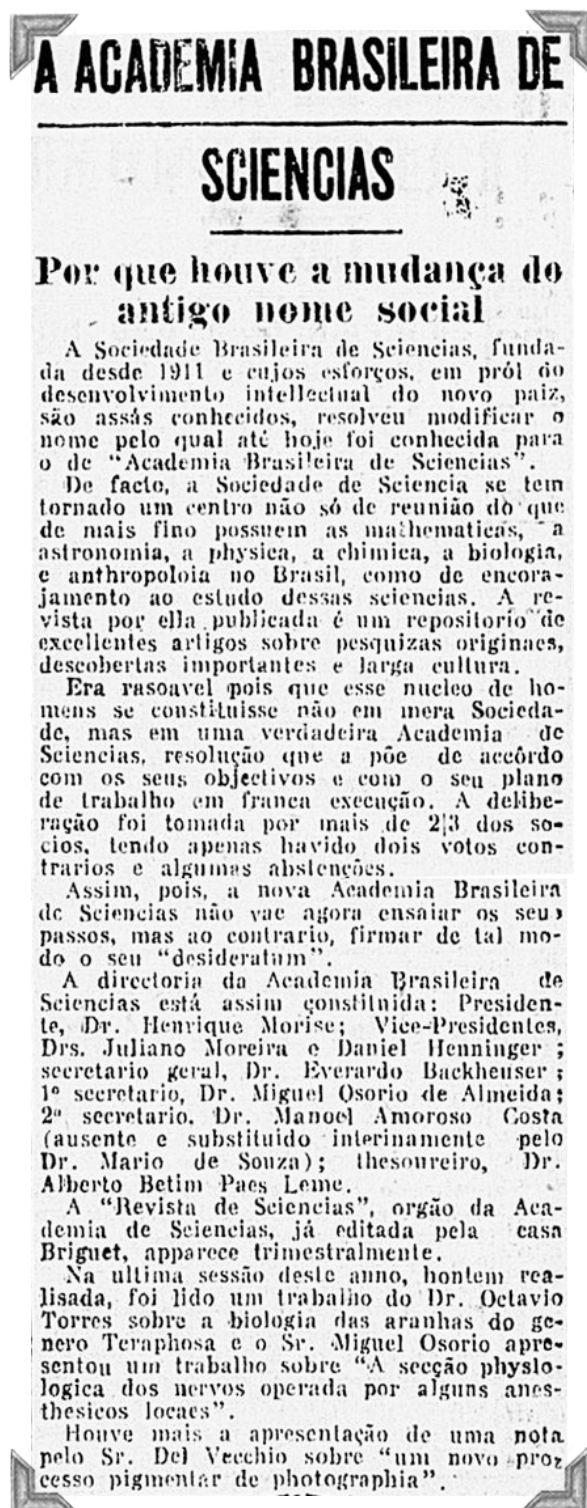 A ACADEMIA BRASILEIRA DE
SCIENCIAS
Por que houve a mudança do
antigo nome social
A Sociedade Brasileira de Sciencias, funda-
da desde 1911 e cujos esforços, em pról do
desenvolvimento intellectual do novo paiz,
são assás conhecidos, resolveu modificar o
nome pelo qual até hoje foi conhecida para
o de "Academia Brasileira de Sciencias".
De facto, a Sociedade de Sciencia se tem
tornado um centro não só de reunião do que
de mais fino possuem as mathematicas, a
astronomia, a physica, a chimica, a biologia,
e anthropoloia no Brasil, como de encora-
jamento ao estudo dessas sciencias. A re-
vista por ella publicada é um repositorio de
excellentes artigos sobre pesquizas originaes,
descobertas importantes e larga cultura.
Era rasoavel pois que esse nucleo de ho-
mens se constituisse não em mera Socieda-
de, mas em uma verdadeira Academia de
Sciencias, resolução que a põe de accôrdo
com os seus objectivos e com o seu plano
de trabalho em franca execução. A delibe-
ração foi tomada por mais de 2|3 dos so-
cios, tendo apenas havido dois votos con-
trarios e algumas abstenções.
Assim, pois, a nova Academia Brasileira
de Sciencias não vae agora ensaiar os seus
passos, mas ao contrario, firmar de tal mo-
do o seu "desideratum".
A directoria da Academia Brasileira de
Sciencias está assim constituida: Presiden-
te, Dr. Henrique Morise; Vice-Presidentes,
Drs. Juliano Moreira e Daniel Henninger;
secretario geral, Dr. Everardo Backheuser;
1º secretario, Dr. Miguel Osorio de Almeida;
2º secretario. Dr. Manoel Amoroso Costa
(ausente e substituido interinamente pelo
Dr. Mario de Souza); thesoureiro, Dr.
Alberto Betim Paes Leme.
A "Revista de Sciencias", orgão da Aca-
demia de Sciencias, já editada pela casa
Briguet, apparece trimestralmente.
Na ultima sessão deste anno, hontem rea-
lisada, foi lido um trabalho do Dr. Octavio
Torres sobre a biologia das aranhas do ge-
nero Teraphosa e o Sr. Miguel Osorio apre-
sentou um trabalho sobre "A secção physio-
logica dos nervos operada por alguns anes-
thesicos locaes".
Houve mais a apresentação de uma nota
pelo Sr. Del Vecchio sobre "um novo pro-
cesso pigmentar de photographia".